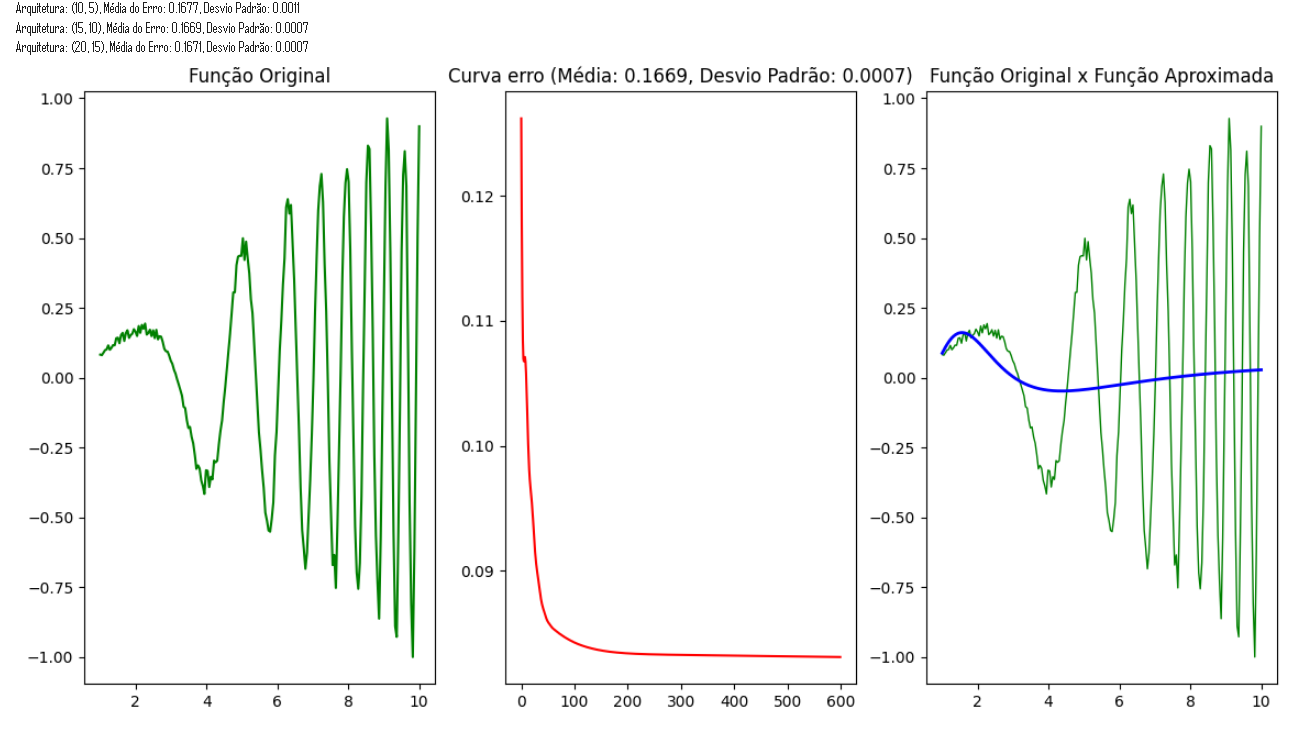 Arquitetura: (10, 5), Média do Erro: 0.1677, Desvio Padrão: 0.0011
Arquitetura: (15, 10), Média do Erro: 0.1669, Desvio Padrão: 0.0007
Arquitetura: (20, 15), Média do Erro: 0.1671, Desvio Padrão: 0.0007
Função Original
1.00
0.75
0.50
0.25
0.00
−0.25
−0.50
−0.75
−1.00
2 4 6 8 10
Curva erro (Média: 0.1669, Desvio Padrão: 0.0007)
0.12
0.11
0.10
0.09
0 100 200 300 400 500 600
Função Original x Função Aproximada
1.00
0.75
0.50
0.25
0.00
−0.25
−0.50
−0.75
−1.00
2 4 6 8 10